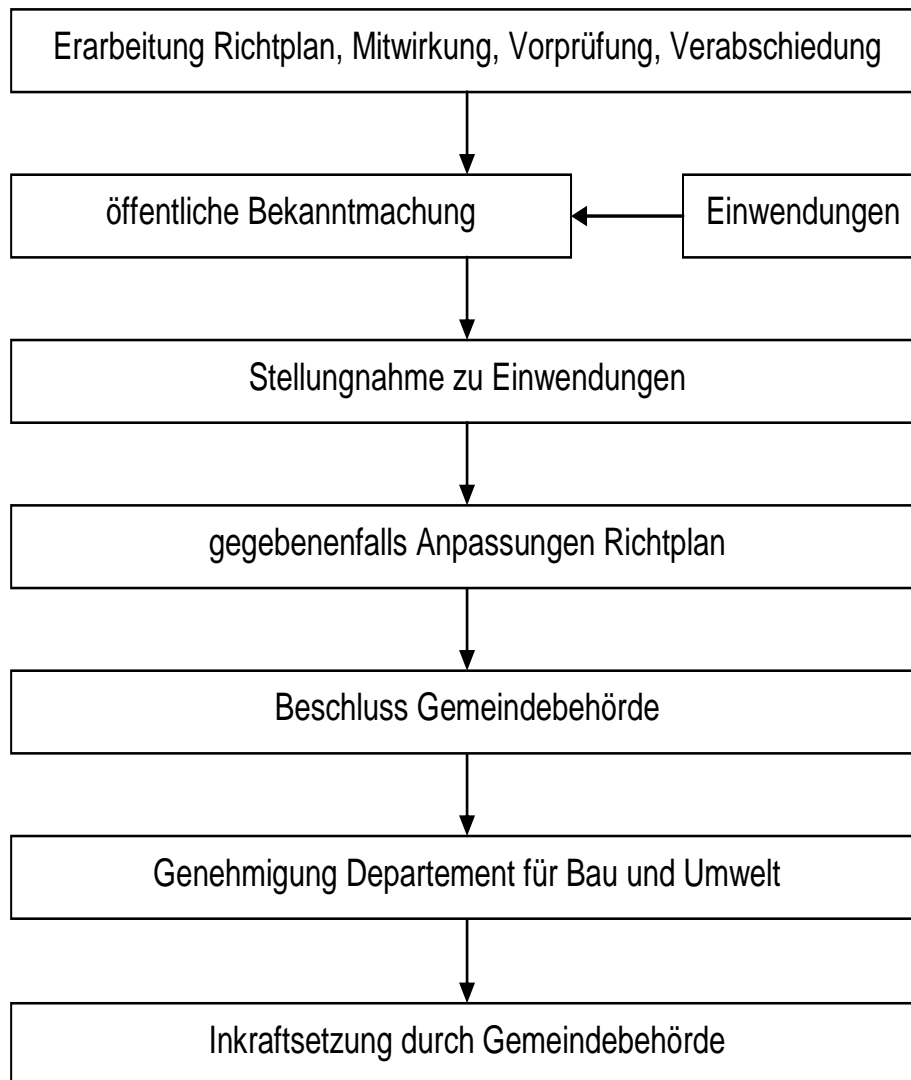 Erarbeitung Richtplan, Mitwirkung, Vorprüfung, Verabschiedung
öffentliche Bekanntmachung
Einwendungen
Stellungnahme zu Einwendungen
gegebenenfalls Anpassungen Richtplan
Beschluss Gemeindebehörde
Genehmigung Departement für Bau und Umwelt
Inkraftsetzung durch Gemeindebehörde